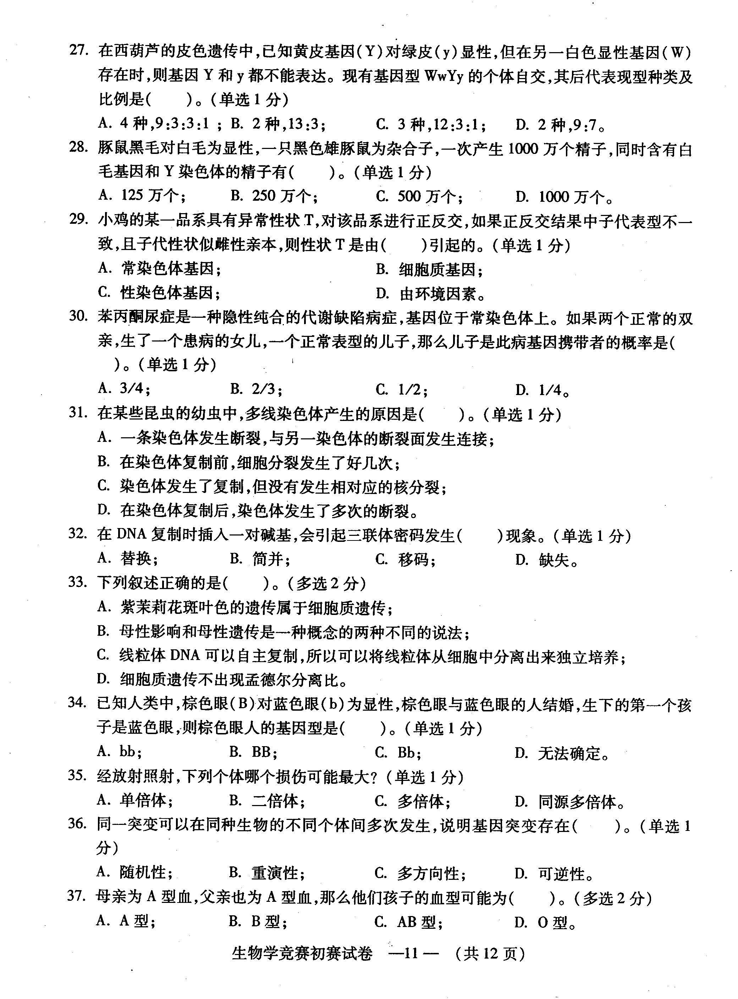 27. 在西葫芦的皮色遗传中,已知黄皮基因(Y)对绿皮(y)显性,但在另一白色显性基因(W)
存在时,则基因 Y 和 y 都不能表达。现有基因型 WwYy 的个体自交,其后代表现型种类及
比例是(　　)。(单选 1 分)
A. 4 种,9:3:3:1 ; B. 2 种,13:3; C. 3 种,12:3:1; D. 2 种,9:7。
28. 豚鼠黑毛对白毛为显性,一只黑色雄豚鼠为杂合子,一次产生 1000 万个精子,同时含有白
毛基因和 Y 染色体的精子有(　　)。(单选 1 分)
A. 125 万个; B. 250 万个; C. 500 万个; D. 1000 万个。
29. 小鸡的某一品系具有异常性状 T,对该品系进行正反交,如果正反交结果中子代表型不一
致,且子代性状似雌性亲本,则性状 T 是由(　　)引起的。(单选 1 分)
A. 常染色体基因; B. 细胞质基因;
C. 性染色体基因; D. 由环境因素。
30. 苯丙酮尿症是一种隐性纯合的代谢缺陷病症,基因位于常染色体上。如果两个正常的双
亲,生了一个患病的女儿,一个正常表型的儿子,那么儿子是此病基因携带者的概率是(
)。(单选 1 分)
A. 3/4; B. 2/3; C. 1/2; D. 1/4。
31. 在某些昆虫的幼虫中,多线染色体产生的原因是(　　)。(单选 1 分)
A. 一条染色体发生断裂,与另一染色体的断裂面发生连接;
B. 在染色体复制前,细胞分裂发生了好几次;
C. 染色体发生了复制,但没有发生相对应的核分裂;
D. 在染色体复制后,染色体发生了多次的断裂。
32. 在 DNA 复制时插入一对碱基,会引起三联体密码发生(　　)现象。(单选 1 分)
A. 替换; B. 简并; C. 移码; D. 缺失。
33. 下列叙述正确的是(　　)。(多选 2 分)
A. 紫茉莉花斑叶色的遗传属于细胞质遗传;
B. 母性影响和母性遗传是一种概念的两种不同的说法;
C. 线粒体 DNA 可以自主复制,所以可以将线粒体从细胞中分离出来独立培养;
D. 细胞质遗传不出现孟德尔分离比。
34. 已知人类中,棕色眼(B)对蓝色眼(b)为显性,棕色眼与蓝色眼的人结婚,生下的第一个孩
子是蓝色眼,则棕色眼人的基因型是(　　)。(单选 1 分)
A. bb; B. BB; C. Bb; D. 无法确定。
35. 经放射照射,下列个体哪个损伤可能最大? (单选 1 分)
A. 单倍体; B. 二倍体; C. 多倍体; D. 同源多倍体。
36. 同一突变可以在同种生物的不同个体间多次发生,说明基因突变存在(　　)。(单选 1
分)
A. 随机性; B. 重演性; C. 多方向性; D. 可逆性。
37. 母亲为 A 型血,父亲也为 A 型血,那么他们孩子的血型可能为(　　)。(多选 2 分)
A. A 型; B. B 型; C. AB 型; D. O 型。
生物学竞赛初赛试卷 —11— (共 12 页)